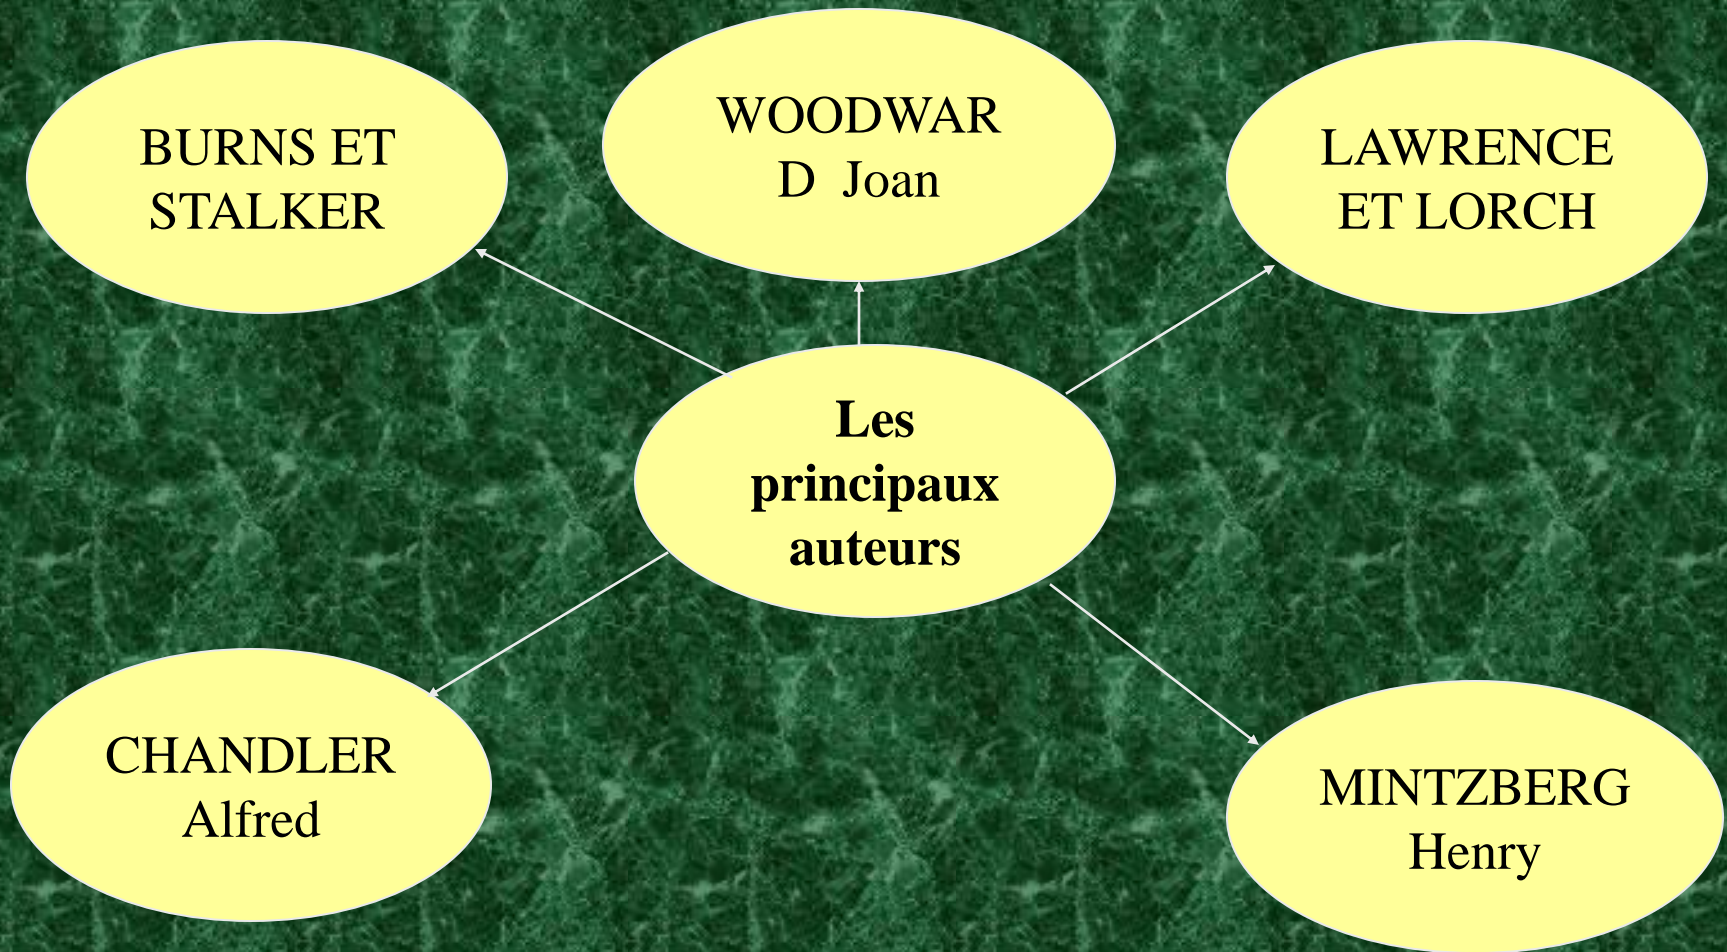 BURNS ET
STALKER
WOODWAR
D Joan
LAWRENCE
ET LORCH
Les
principaux
auteurs
CHANDLER
Alfred
MINTZBERG
Henry